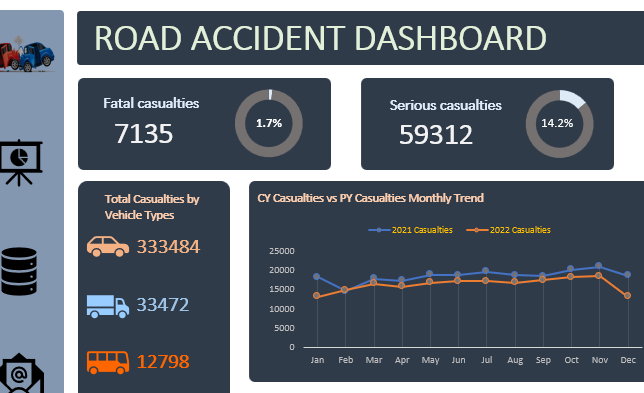 ROAD ACCIDENT DASHBOARD
Fatal casualties
7135
1.7%
Serious casualties
59312
14.2%
Total Casualties by
Vehicle Types
333484
33472
12798
CY Casualties vs PY Casualties Monthly Trend
2021 Casualties 2022 Casualties
25000
20000
15000
10000
5000
0
Jan Feb Mar Apr May Jun Jul Aug Sep Oct Nov Dec
@